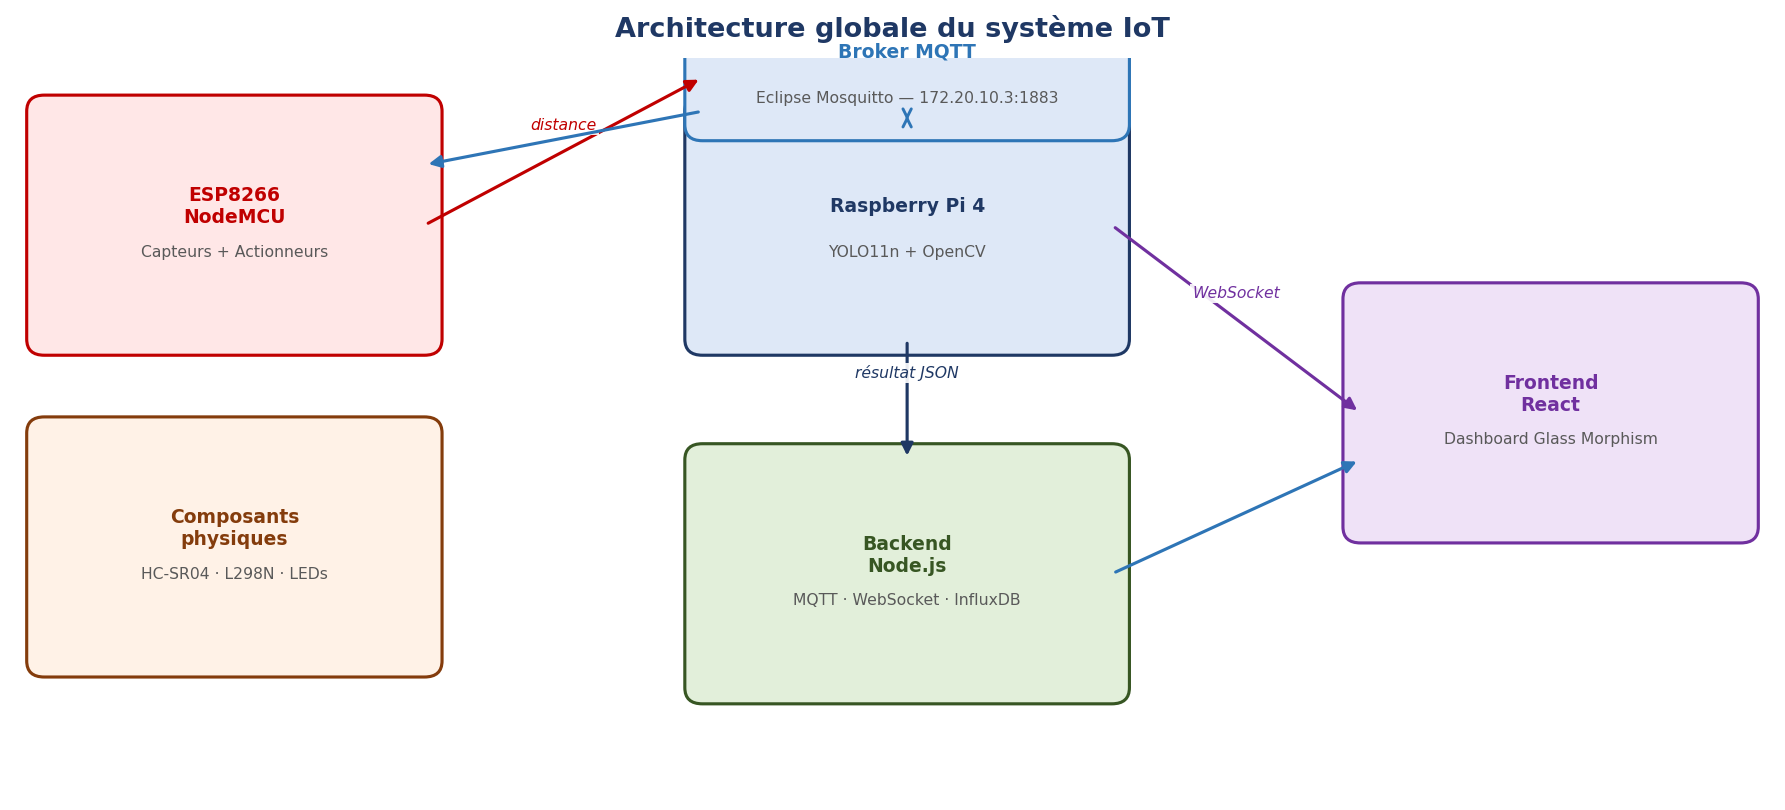 Architecture globale du système IoT
Broker MQTT
Eclipse Mosquitto — 172.20.10.3:1883
distance
ESP8266
NodeMCU
Capteurs + Actionneurs
Raspberry Pi 4
YOLO11n + OpenCV
WebSocket
résultat JSON
Frontend
React
Dashboard Glass Morphism
Composants
physiques
HC-SR04 · L298N · LEDs
Backend
Node.js
MQTT · WebSocket · InfluxDB